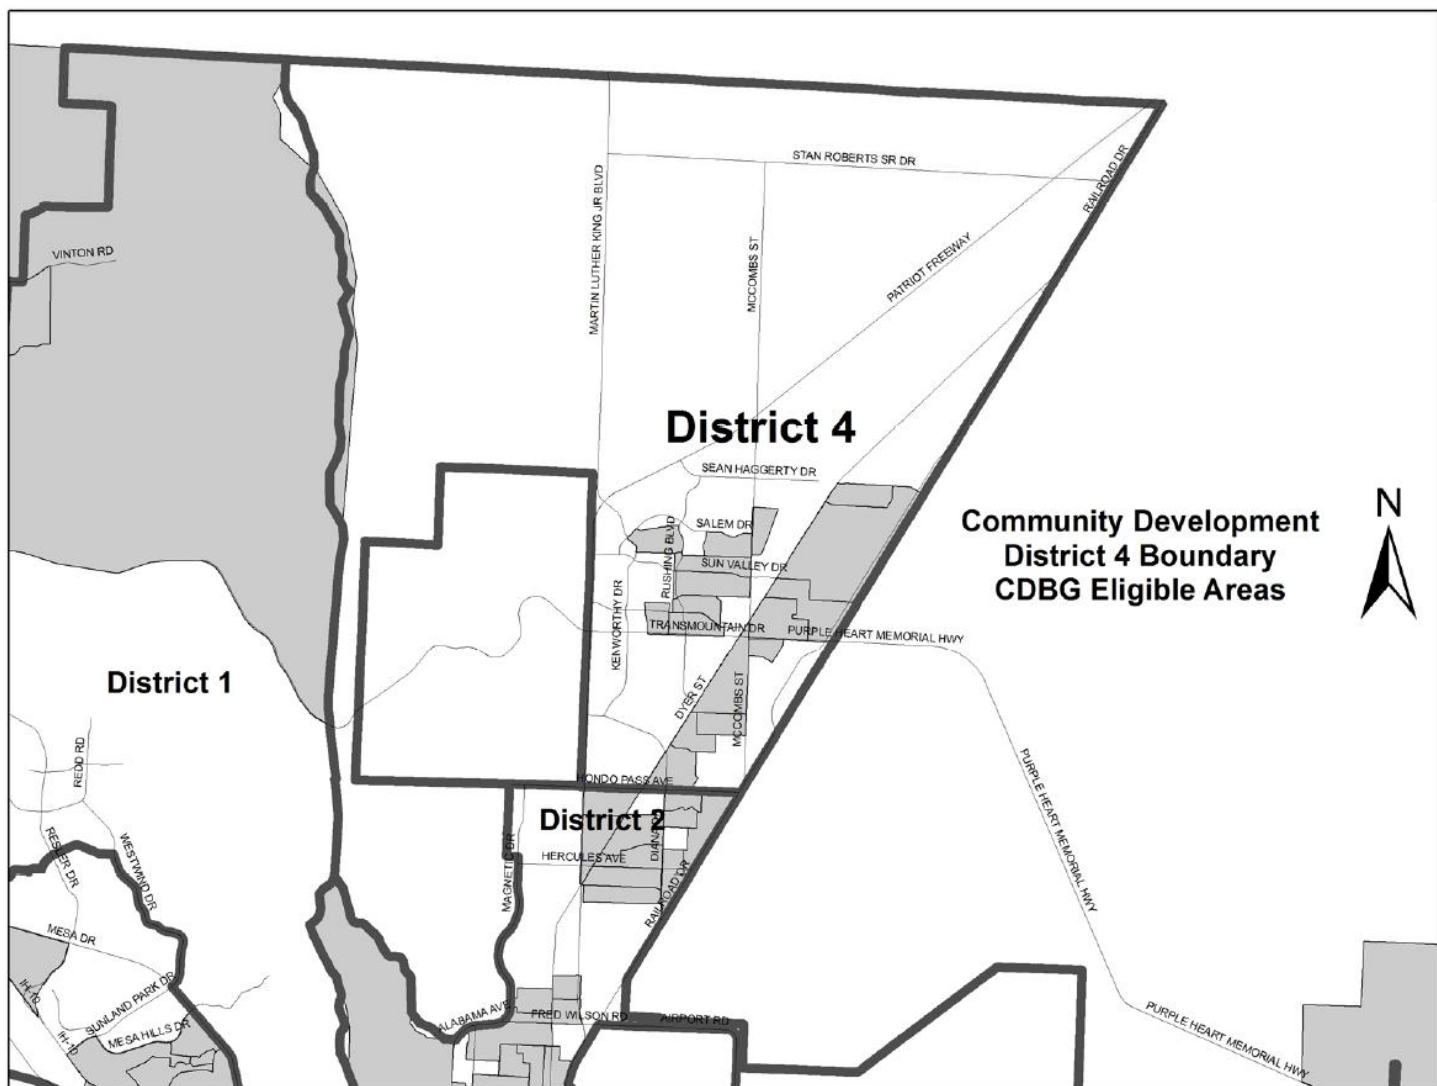 STAN ROBERTS SR DR
RAILROAD DR
MARTIN LUTHER KING JR BLVD
VINTON RD
MCCOMBS ST
PATRIOT FREEWAY
District 4
SEAN HAGGERTY DR
Community Development
District 4 Boundary
CDBG Eligible Areas
N
SALEM DR
RUSHING BLVD
SUN VALLEY DR
KENWORTHY DR
TRANSMOUNTAIN DR
PURPLE HEART MEMORIAL HWY
District 1
DYER ST
MCCOMBS ST
REDD RD
HONDO PASS AVE
PURPLE HEART MEMORIAL HWY
District 2
DIANA
RESLER DR
WESTWIND DR
MAGNETIC DR
HERCULES AVE
RAILROAD DR
MESA DR
IH-10
SUNLAND PARK DR
MESA HILLS DR
IH-10
ALABAMA AVE
FRED WILSON RD
AIRPORT RD
PURPLE HEART MEMORIAL HWY